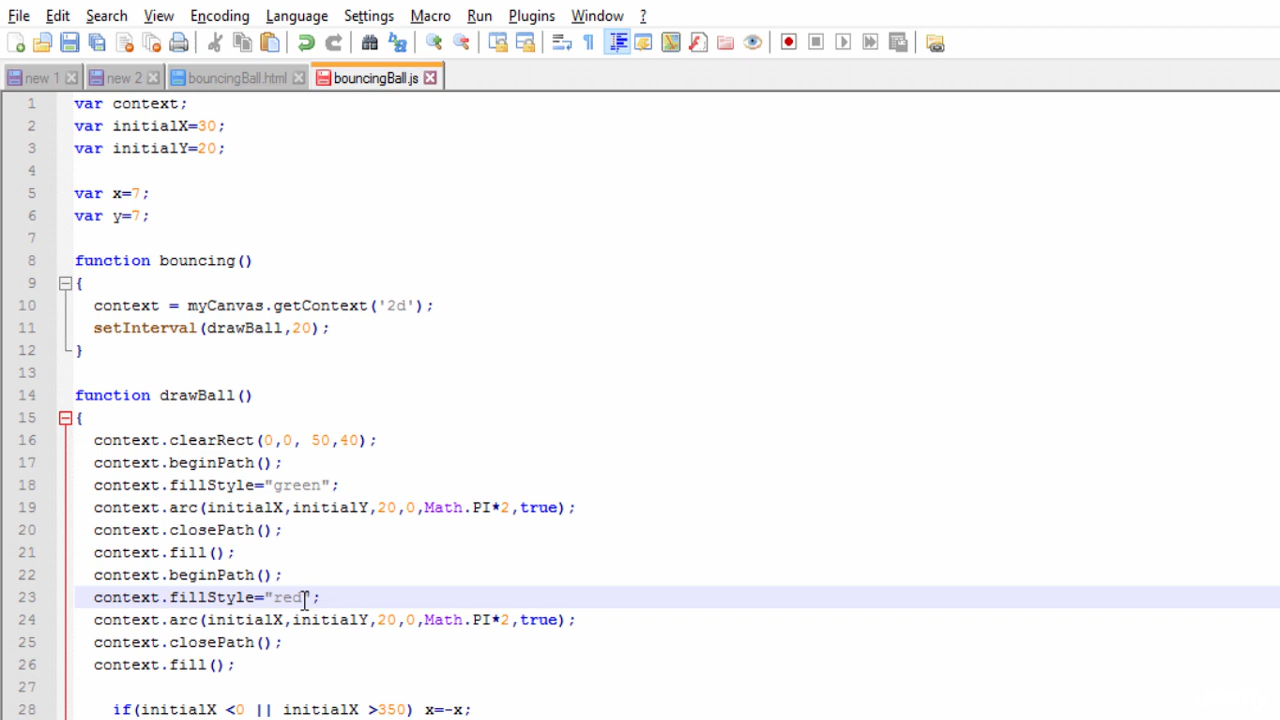 File Edit Search View Encoding Language Settings Macro Run Plugins Window ?
new 1 new 2 bouncingBall.html bouncingBall.js
1 var context;
2 var initialX=30;
3 var initialY=20;
4
5 var x=7;
6 var y=7;
7
8 function bouncing()
9 {
10 context = myCanvas.getContext('2d');
11 setInterval(drawBall,20);
12 }
13
14 function drawBall()
15 {
16 context.clearRect(0,0, 50,40);
17 context.beginPath();
18 context.fillStyle="green";
19 context.arc(initialX,initialY,20,0,Math.PI*2,true);
20 context.closePath();
21 context.fill();
22 context.beginPath();
23 context.fillStyle="red";
24 context.arc(initialX,initialY,20,0,Math.PI*2,true);
25 context.closePath();
26 context.fill();
27
28 if(initialX <0 || initialX >350) x=-x;